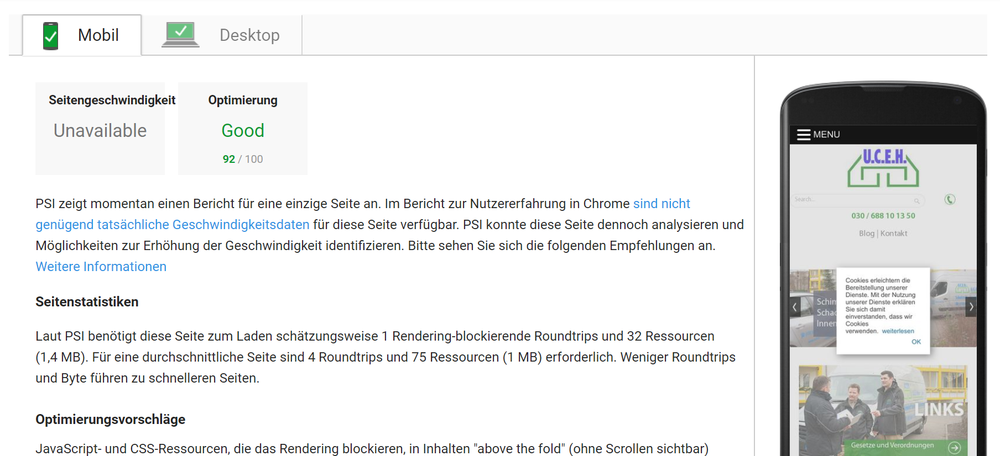 Mobil
Desktop
Seitengeschwindigkeit
Unavailable
Optimierung
Good
92 / 100
PSI zeigt momentan einen Bericht für eine einzige Seite an. Im Bericht zur Nutzererfahrung in Chrome sind nicht
genügend tatsächliche Geschwindigkeitsdaten für diese Seite verfügbar. PSI konnte diese Seite dennoch analysieren und
Möglichkeiten zur Erhöhung der Geschwindigkeit identifizieren. Bitte sehen Sie sich die folgenden Empfehlungen an.
Weitere Informationen
Seitenstatistiken
Laut PSI benötigt diese Seite zum Laden schätzungsweise 1 Rendering-blockierende Roundtrips und 32 Ressourcen
(1,4 MB). Für eine durchschnittliche Seite sind 4 Roundtrips und 75 Ressourcen (1 MB) erforderlich. Weniger Roundtrips
und Byte führen zu schnelleren Seiten.
Optimierungsvorschläge
JavaScript- und CSS-Ressourcen, die das Rendering blockieren, in Inhalten "above the fold" (ohne Scrollen sichtbar)
MENU
U.C.E.H.
Search...
030 / 688 10 13 50
Blog | Kontakt
Schin
Schac
Innen
Cookies erleichtern die
Bereitstellung unserer
Dienste. Mit der Nutzung
unserer Dienste erklären
Sie sich damit
einverstanden, dass wir
Cookies
verwenden. weiterlesen
OK
LINKS
Gesetze und Verordnungen